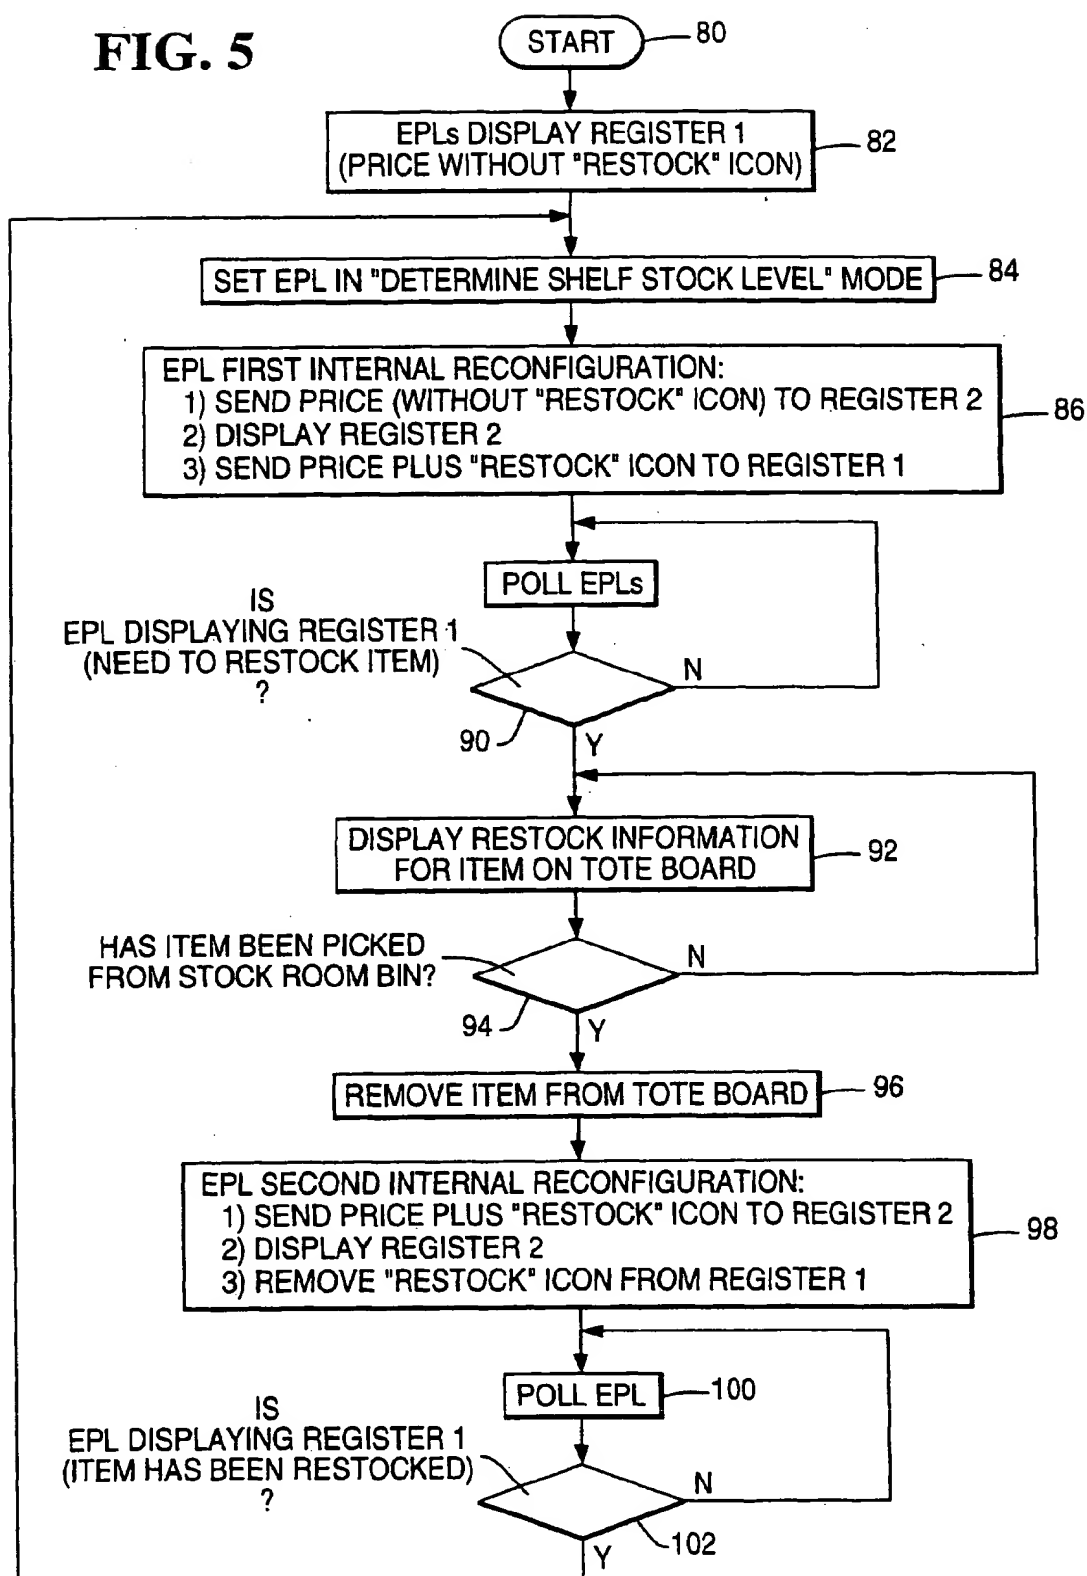 FIG. 5
START
80
EPLs DISPLAY REGISTER 1
(PRICE WITHOUT "RESTOCK" ICON)
82
SET EPL IN "DETERMINE SHELF STOCK LEVEL" MODE
84
EPL FIRST INTERNAL RECONFIGURATION:
1) SEND PRICE (WITHOUT "RESTOCK" ICON) TO REGISTER 2
2) DISPLAY REGISTER 2
3) SEND PRICE PLUS "RESTOCK" ICON TO REGISTER 1
86
POLL EPLs
IS
EPL DISPLAYING REGISTER 1
(NEED TO RESTOCK ITEM)
?
N
90
Y
DISPLAY RESTOCK INFORMATION
FOR ITEM ON TOTE BOARD
92
HAS ITEM BEEN PICKED
FROM STOCK ROOM BIN?
N
94
Y
REMOVE ITEM FROM TOTE BOARD
96
EPL SECOND INTERNAL RECONFIGURATION:
1) SEND PRICE PLUS "RESTOCK" ICON TO REGISTER 2
2) DISPLAY REGISTER 2
3) REMOVE "RESTOCK" ICON FROM REGISTER 1
98
POLL EPL
100
IS
EPL DISPLAYING REGISTER 1
(ITEM HAS BEEN RESTOCKED)
?
N
102
Y